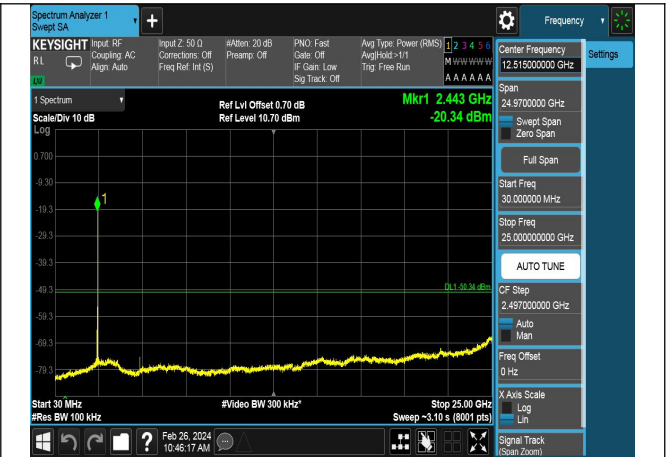 Spectrum Analyzer 1
Swept SA
Frequency
KEYSIGHT
RL
LXI
Input: RF
Coupling: AC
Align: Auto
Input Z: 50 Ω
Corrections: Off
Freq Ref: Int (S)
#Atten: 20 dB
Preamp: Off
PNO: Fast
Gate: Off
IF Gain: Low
Sig Track: Off
Avg Type: Power (RMS)
Avg|Hold:>1/1
Trig: Free Run
1 2 3 4 5 6
M W W W W W
A A A A A A
Center Frequency
12.515000000 GHz
Settings
Span
24.9700000 GHz
Swept Span
Zero Span
Full Span
Start Freq
30.000000 MHz
Stop Freq
25.000000000 GHz
AUTO TUNE
CF Step
2.497000000 GHz
Auto
Man
Freq Offset
0 Hz
X Axis Scale
Log
Lin
Signal Track
(Span Zoom)
1 Spectrum
Scale/Div 10 dB
Log
Ref Lvl Offset 0.70 dB
Ref Level 10.70 dBm
Mkr1 2.443 GHz
-20.34 dBm
0.700
-9.30
1
-19.3
-29.3
-39.3
-49.3
DL1 -50.34 dBm
-59.3
-69.3
-79.3
Start 30 MHz
#Res BW 100 kHz
#Video BW 300 kHz*
Stop 25.00 GHz
Sweep ~3.10 s (8001 pts)
?
Feb 26, 2024
10:46:17 AM